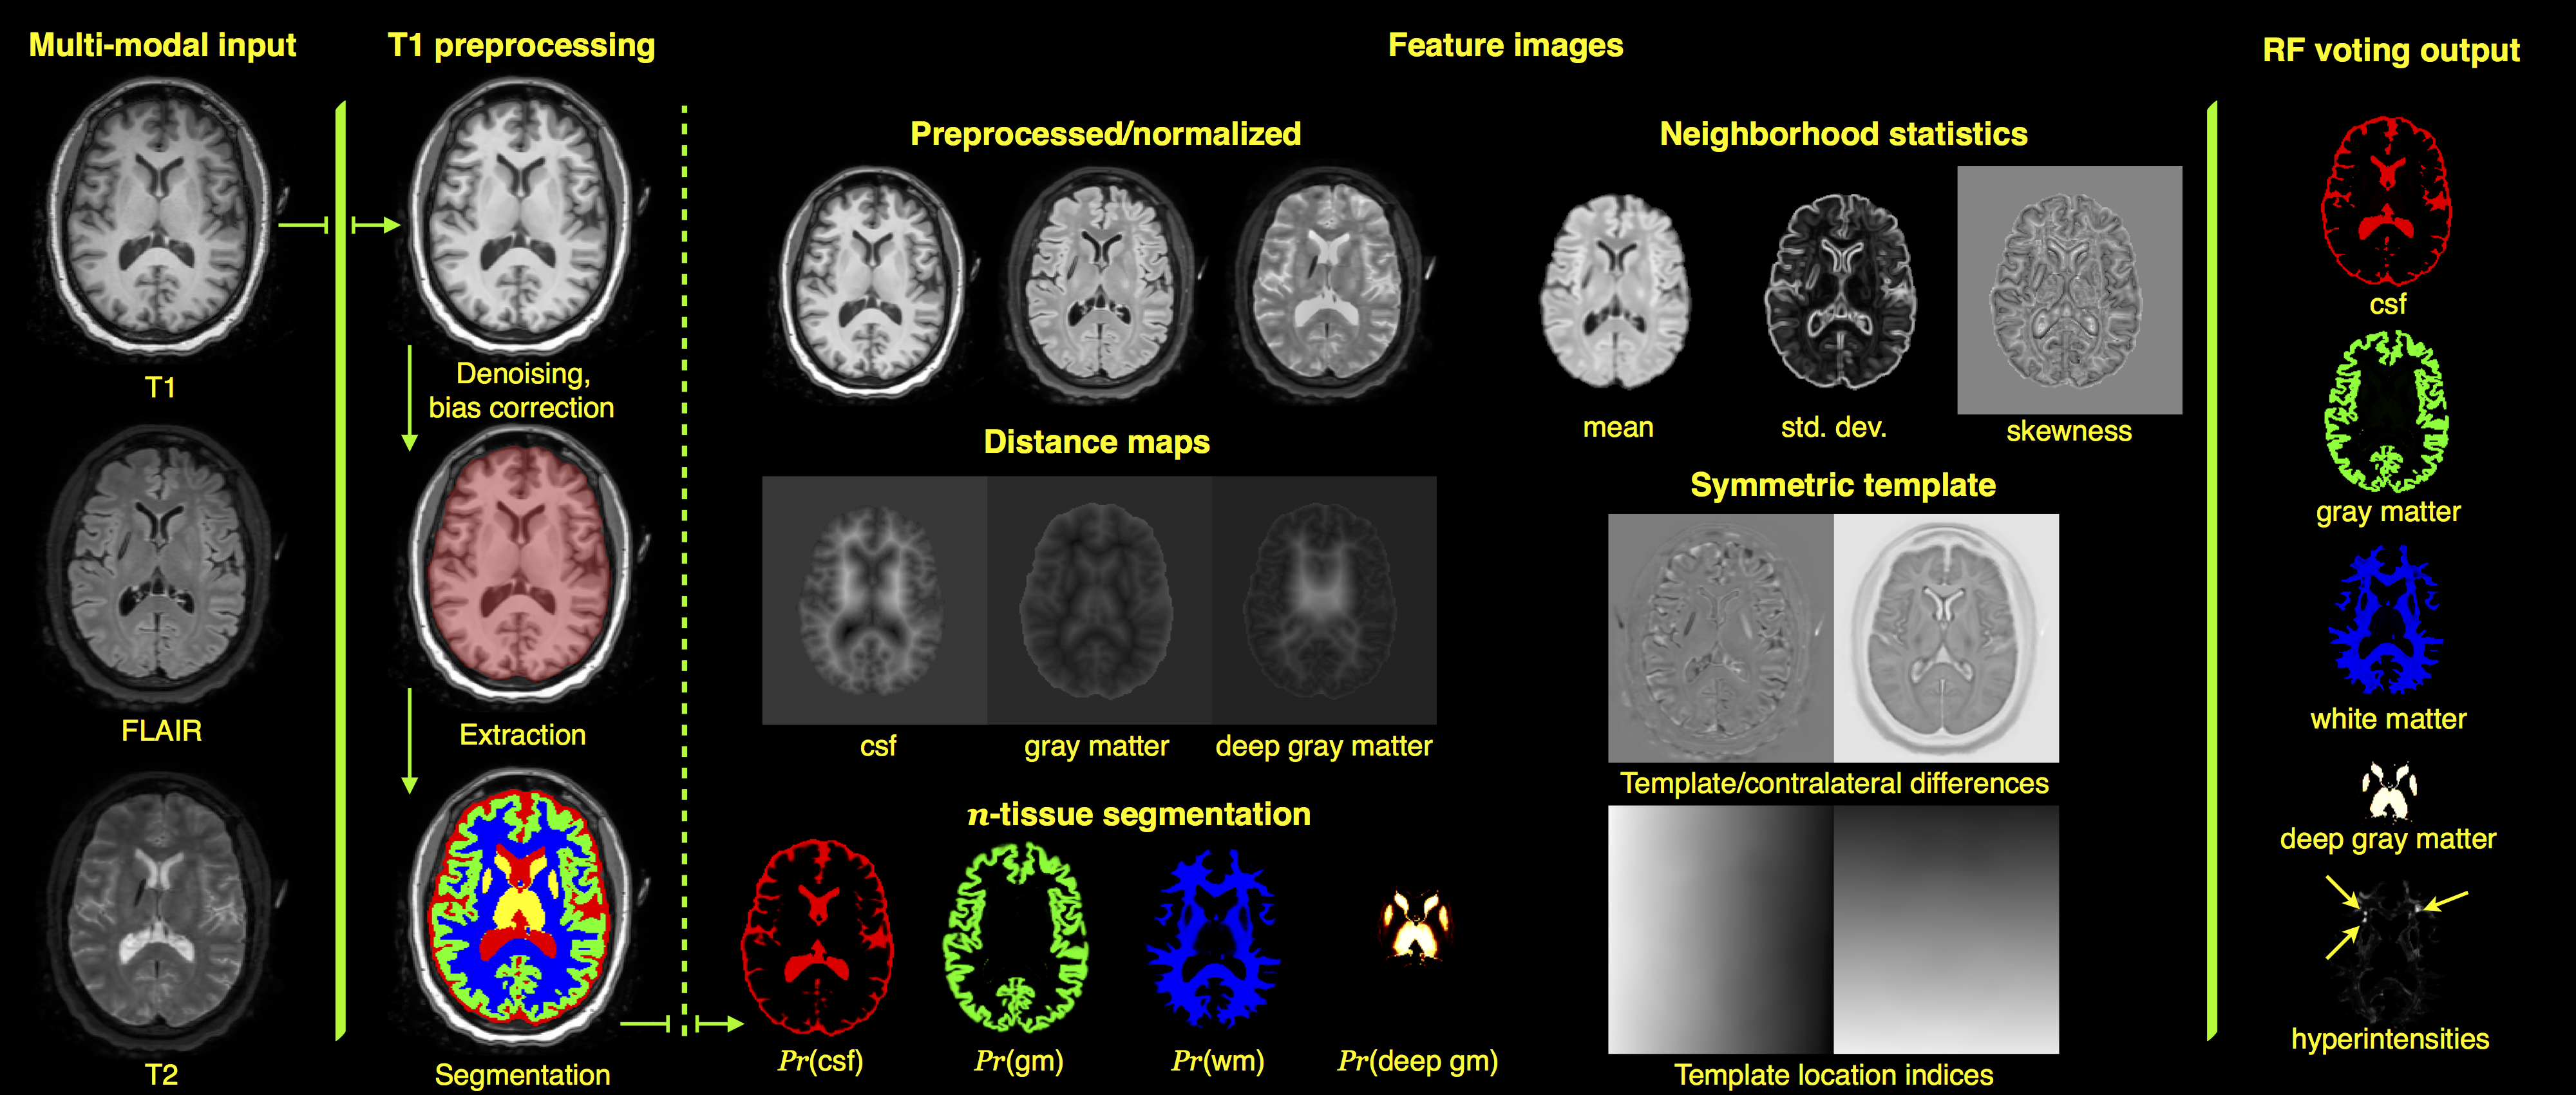 Multi-modal input
T1
FLAIR
T2
T1 preprocessing
Denoising,
bias correction
Extraction
Segmentation
Feature images
Preprocessed/normalized
Distance maps
csf
gray matter
deep gray matter
n-tissue segmentation
Pr(csf)
Pr(gm)
Pr(wm)
Pr(deep gm)
Neighborhood statistics
mean
std. dev.
skewness
Symmetric template
Template/contralateral differences
Template location indices
RF voting output
csf
gray matter
white matter
deep gray matter
hyperintensities